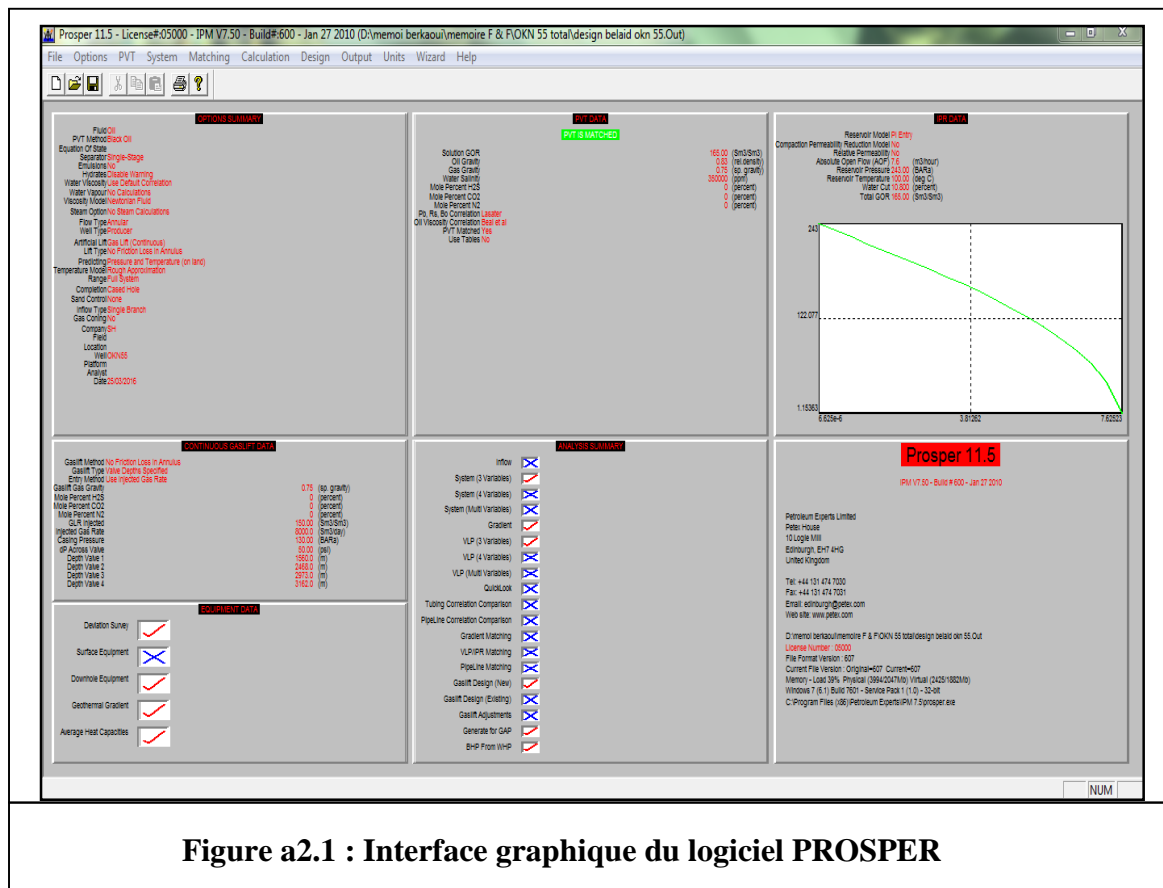 Prosper 11.5 - License#:05000 - IPM V7.50 - Build#:600 - Jan 27 2010 (D:\memoi berkaoui\memoire F & F\OKN 55 total\design belaid okn 55.Out)
File Options PVT System Matching Calculation Design Output Units Wizard Help
OPTIONS SUMMARY
Fluid Oil
PVT Method Black Oil
Equation Of State
Separator Single-Stage
Emulsions No
Hydrates Disable Warning
Water Viscosity Use Default Correlation
Water Vapour No Calculations
Viscosity Model Newtonian Fluid
Steam Option No Steam Calculations
Flow Type Annular
Well Type Producer
Artificial Lift Gas Lift (Continuous)
Lift Type No Friction Loss In Annulus
Predicting Pressure and Temperature (on land)
Temperature Model Rough Approximation
Range Full System
Completion Cased Hole
Sand Control None
Inflow Type Single Branch
Gas Coning No
Company SH
Field
Location
Well OKN55
Platform
Analyst
Date 28/03/2016
PVT DATA
PVT IS MATCHED
Solution GOR 165.00 (Sm3/Sm3)
Oil Gravity 0.83 (rel.density)
Gas Gravity 0.75 (sp. gravity)
Water Salinity 350000 (ppm)
Mole Percent H2S 0 (percent)
Mole Percent CO2 0 (percent)
Mole Percent N2 0 (percent)
Pb, Rs, Bo Correlation Lasater
Oil Viscosity Correlation Beal et al
PVT Matched Yes
Use Tables No
IPR DATA
Reservoir Model PI Entry
Compaction Permeability Reduction Model No
Relative Permeability No
Absolute Open Flow (AOF) 7.6 (m3/hour)
Reservoir Pressure 243.00 (BARa)
Reservoir Temperature 100.00 (deg C)
Water Cut 10.800 (percent)
Total GOR 165.00 (Sm3/Sm3)
243
122.077
1.15363
6.625e-6 3.81262 7.62523
CONTINUOUS GASLIFT DATA
Gaslift Method No Friction Loss In Annulus
Gaslift Type Valve Depths Specified
Entry Method Use Injected Gas Rate
Gaslift Gas Gravity 0.75 (sp. gravity)
Mole Percent H2S 0 (percent)
Mole Percent CO2 0 (percent)
Mole Percent N2 0 (percent)
GLR Injected 150.00 (Sm3/Sm3)
Injected Gas Rate 8000.0 (Sm3/day)
Casing Pressure 130.00 (BARa)
dP Across Valve 50.00 (psi)
Depth Valve 1 1560.0 (m)
Depth Valve 2 2468.0 (m)
Depth Valve 3 2973.0 (m)
Depth Valve 4 3162.0 (m)
EQUIPMENT DATA
Deviation Survey
Surface Equipment
Downhole Equipment
Geothermal Gradient
Average Heat Capacities
ANALYSIS SUMMARY
Inflow
System (3 Variables)
System (4 Variables)
System (Multi Variables)
Gradient
VLP (3 Variables)
VLP (4 Variables)
VLP (Multi Variables)
QuickLook
Tubing Correlation Comparison
PipeLine Correlation Comparison
Gradient Matching
VLP/IPR Matching
PipeLine Matching
Gaslift Design (New)
Gaslift Design (Existing)
Gaslift Adjustments
Generate for GAP
BHP From WHP
Prosper 11.5
IPM V7.50 - Build # 600 - Jan 27 2010
Petroleum Experts Limited
Petex House
10 Logie Mill
Edinburgh, EH7 4HG
United Kingdom
Tel: +44 131 474 7030
Fax: +44 131 474 7031
Email: edinburgh@petex.com
Web site: www.petex.com
D:\memoi berkaoui\memoire F & F\OKN 55 total\design belaid okn 55.Out
License Number : 05000
File Format Version : 607
Current File Version : Original=607 Current=607
Memory - Load 39% Physical (3994/2047Mb) Virtual (2425/1882Mb)
Windows 7 (6.1) Build 7601 - Service Pack 1 (1.0) - 32-bit
C:\Program Files (x86)\Petroleum Experts\IPM 7.5\prosper.exe
NUM
Figure a2.1 : Interface graphique du logiciel PROSPER